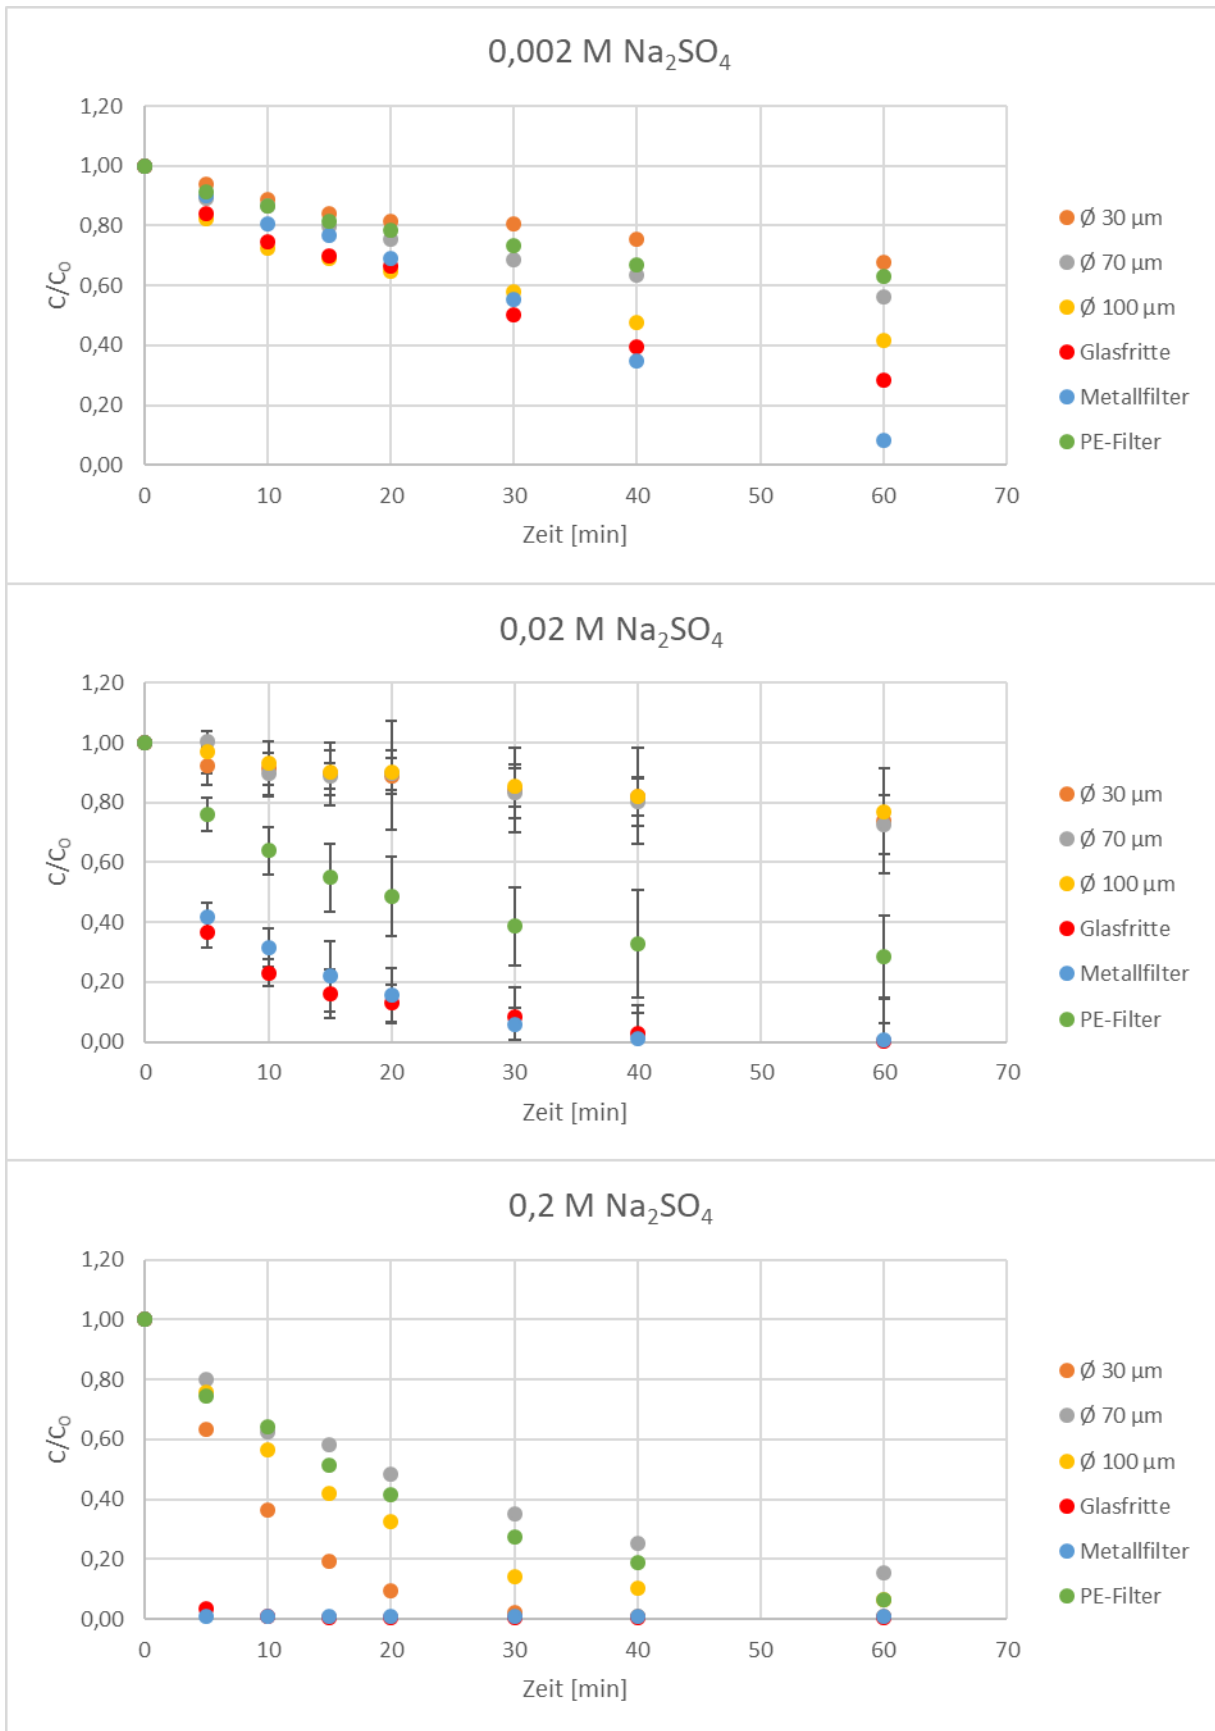 0,002 M Na₂SO₄
1,20
1,00
0,80
0,60
0,40
0,20
0,00
C/C₀
0 10 20 30 40 50 60 70
Zeit [min]
Ø 30 µm
Ø 70 µm
Ø 100 µm
Glasfritte
Metallfilter
PE-Filter
0,02 M Na₂SO₄
1,20
1,00
0,80
0,60
0,40
0,20
0,00
C/C₀
0 10 20 30 40 50 60 70
Zeit [min]
Ø 30 µm
Ø 70 µm
Ø 100 µm
Glasfritte
Metallfilter
PE-Filter
0,2 M Na₂SO₄
1,20
1,00
0,80
0,60
0,40
0,20
0,00
C/C₀
0 10 20 30 40 50 60 70
Zeit [min]
Ø 30 µm
Ø 70 µm
Ø 100 µm
Glasfritte
Metallfilter
PE-Filter